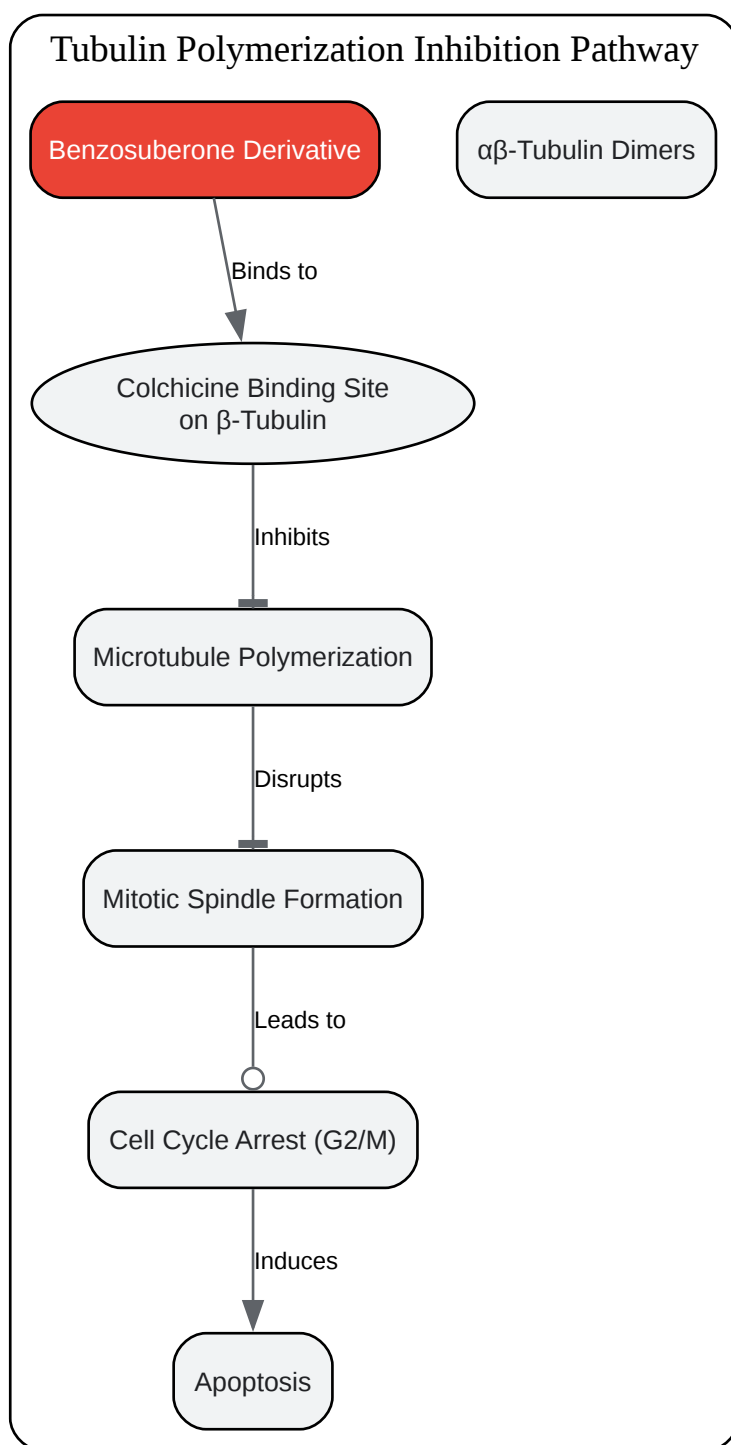 Tubulin Polymerization Inhibition Pathway
Benzosuberone Derivative
αβ-Tubulin Dimers
Binds to
Colchicine Binding Site
on β-Tubulin
Inhibits
Microtubule Polymerization
Disrupts
Mitotic Spindle Formation
Leads to
Cell Cycle Arrest (G2/M)
Induces
Apoptosis